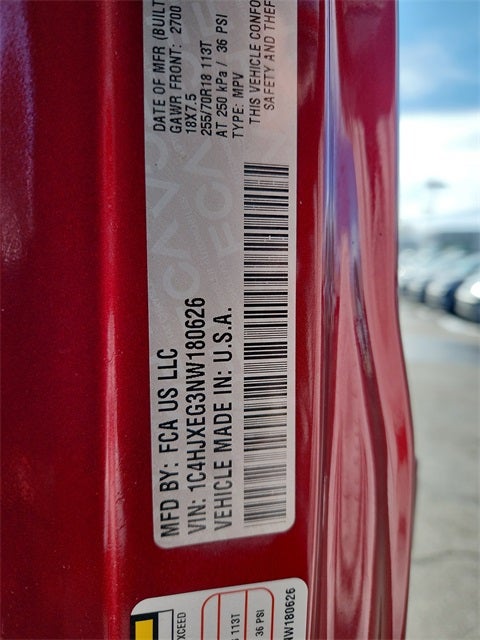 MFD BY: FCA US LLC
DATE OF MFR (BUILT
GAWR FRONT: 2700
18X7.5
255/70R18 113T
AT 250 kPa / 36 PSI
TYPE: MPV
VIN: 1C4HJXEG3NW180626
VEHICLE MADE IN: U.S.A.
THIS VEHICLE CONFO
SAFETY AND THEF
EXCEED
113T
36 PSI
NW180626